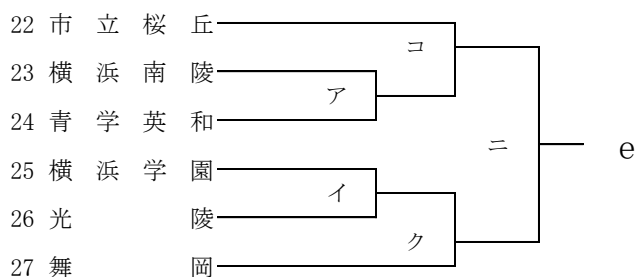 22 市立桜丘
コ
23 横浜南陵
ア
24 青学英和
ニ
e
25 横浜学園
イ
26 光陵
ク
27 舞岡